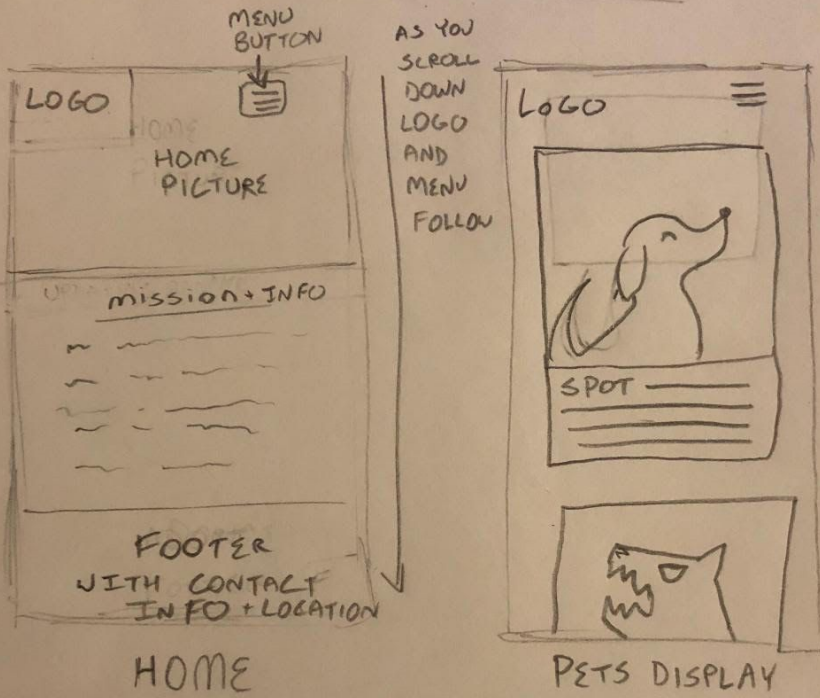 MENU
BUTTON
LOGO
HOME
PICTURE
mission + INFO
FOOTER
WITH CONTACT
INFO + LOCATION
HOME
AS YOU
SCROLL
DOWN
LOGO
AND
MENU
FOLLOW
LOGO
SPOT
PETS DISPLAY